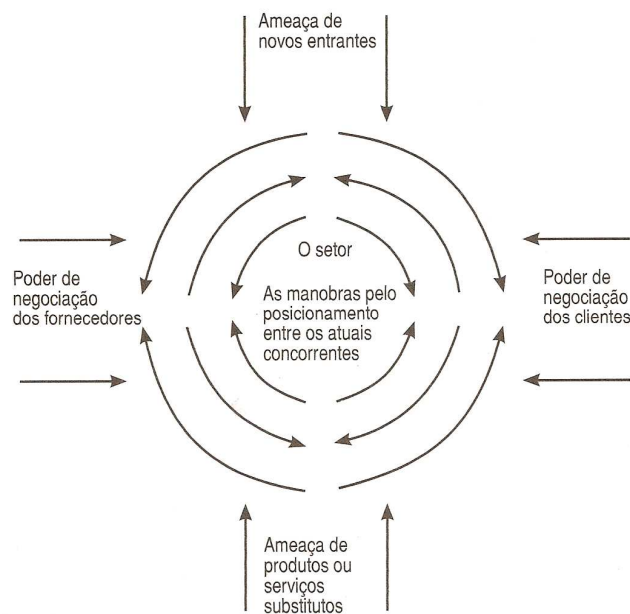 Ameaça de
novos entrantes
O setor
Poder de
negociação
dos fornecedores
As manobras pelo
posicionamento
entre os atuais
concorrentes
Poder de
negociação
dos clientes
Ameaça de
produtos ou
serviços
substitutos